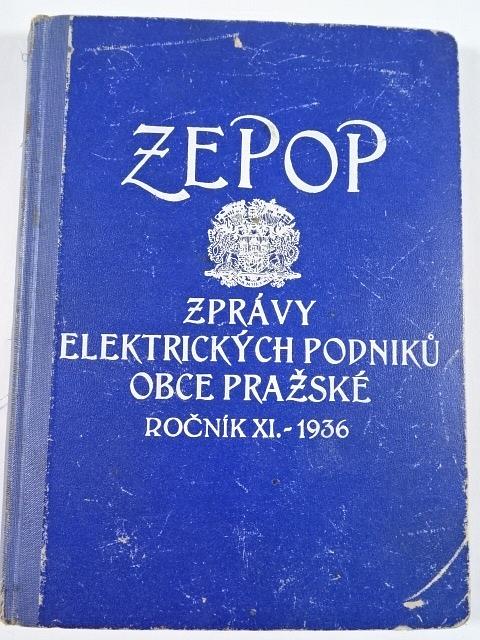 ZEPOP
ZPRÁVY
ELEKTRICKÝCH PODNIKŮ
OBCE PRAŽSKÉ
ROČNÍK XI.-1936